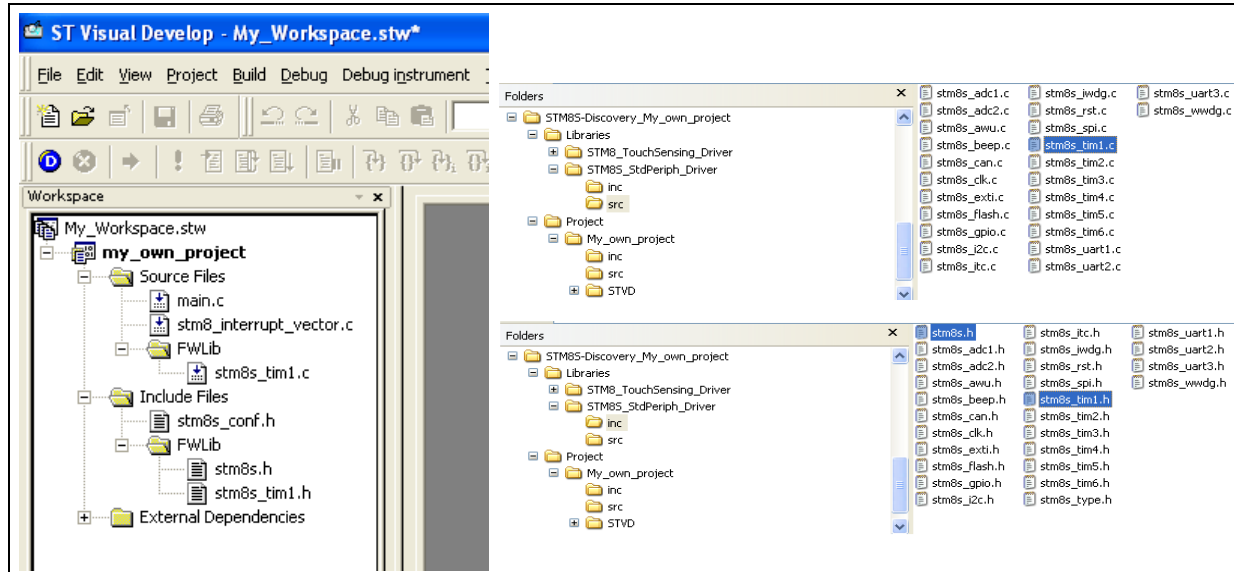 ST Visual Develop - My_Workspace.stw*
File Edit View Project Build Debug Debug instrument
Workspace
My_Workspace.stw
my_own_project
Source Files
main.c
stm8_interrupt_vector.c
FWLib
stm8s_tim1.c
Include Files
stm8s_conf.h
FWLib
stm8s.h
stm8s_tim1.h
External Dependencies
Folders
STM8S-Discovery_My_own_project
Libraries
STM8_TouchSensing_Driver
STM8S_StdPeriph_Driver
inc
src
Project
My_own_project
inc
src
STVD
stm8s_adc1.c stm8s_iwdg.c stm8s_uart3.c
stm8s_adc2.c stm8s_rst.c stm8s_wwdg.c
stm8s_awu.c stm8s_spi.c
stm8s_beep.c stm8s_tim1.c
stm8s_can.c stm8s_tim2.c
stm8s_clk.c stm8s_tim3.c
stm8s_exti.c stm8s_tim4.c
stm8s_flash.c stm8s_tim5.c
stm8s_gpio.c stm8s_tim6.c
stm8s_i2c.c stm8s_uart1.c
stm8s_itc.c stm8s_uart2.c
Folders
STM8S-Discovery_My_own_project
Libraries
STM8_TouchSensing_Driver
STM8S_StdPeriph_Driver
inc
src
Project
My_own_project
inc
src
STVD
stm8s.h stm8s_itc.h stm8s_uart1.h
stm8s_adc1.h stm8s_iwdg.h stm8s_uart2.h
stm8s_adc2.h stm8s_rst.h stm8s_uart3.h
stm8s_awu.h stm8s_spi.h stm8s_wwdg.h
stm8s_beep.h stm8s_tim1.h
stm8s_can.h stm8s_tim2.h
stm8s_clk.h stm8s_tim3.h
stm8s_exti.h stm8s_tim4.h
stm8s_flash.h stm8s_tim5.h
stm8s_gpio.h stm8s_tim6.h
stm8s_i2c.h stm8s_type.h